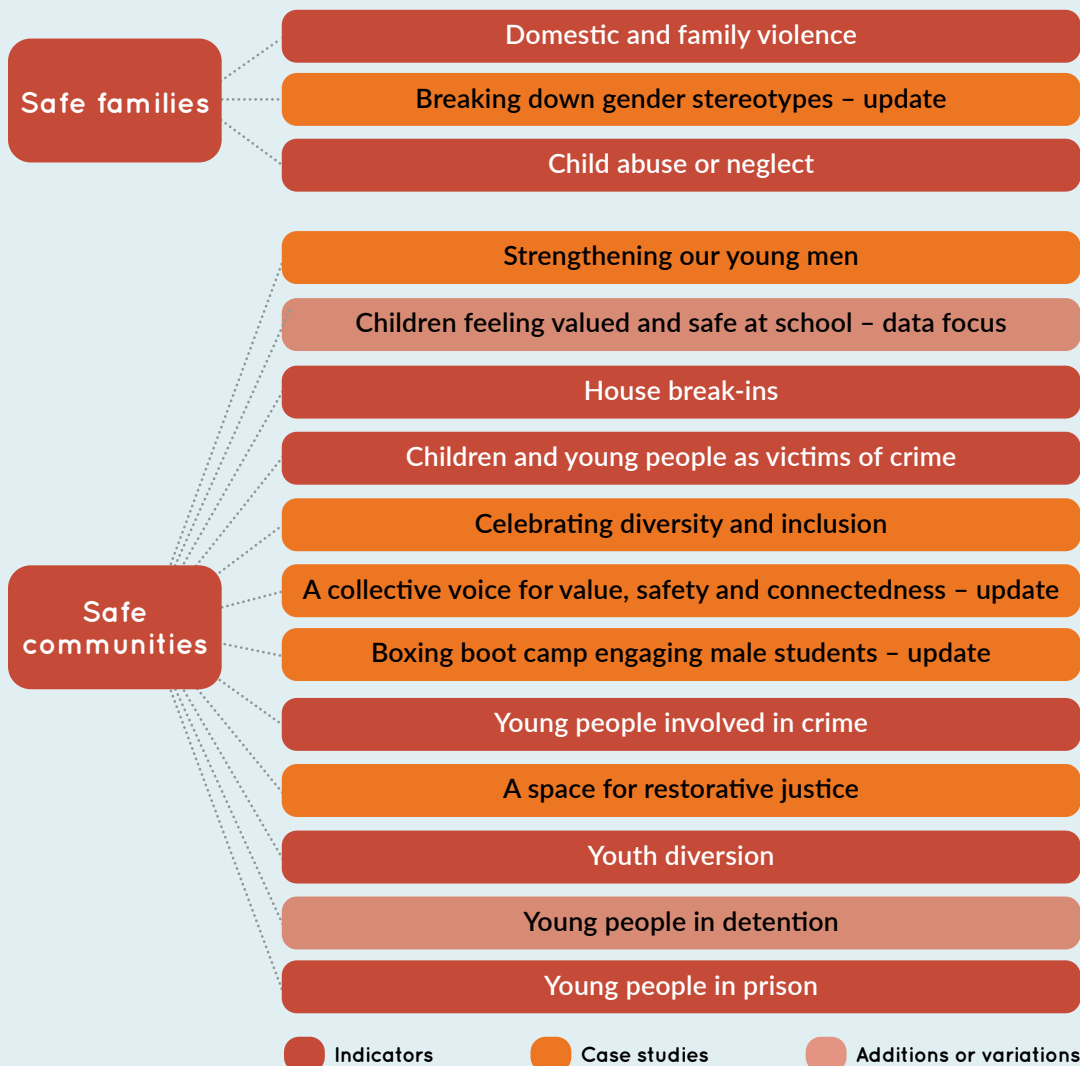 Safe families
Domestic and family violence
Breaking down gender stereotypes – update
Child abuse or neglect
Safe
communities
Strengthening our young men
Children feeling valued and safe at school – data focus
House break-ins
Children and young people as victims of crime
Celebrating diversity and inclusion
A collective voice for value, safety and connectedness – update
Boxing boot camp engaging male students – update
Young people involved in crime
A space for restorative justice
Youth diversion
Young people in detention
Young people in prison
Indicators
Case studies
Additions or variations